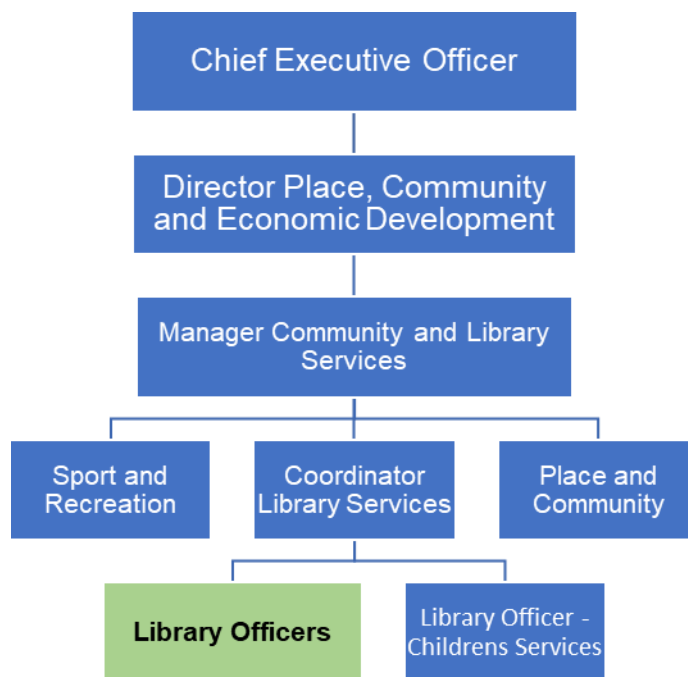 Chief Executive Officer
Director Place, Community
and Economic Development
Manager Community and Library
Services
Sport and
Recreation
Coordinator
Library Services
Place and
Community
Library Officers
Library Officer -
Childrens Services